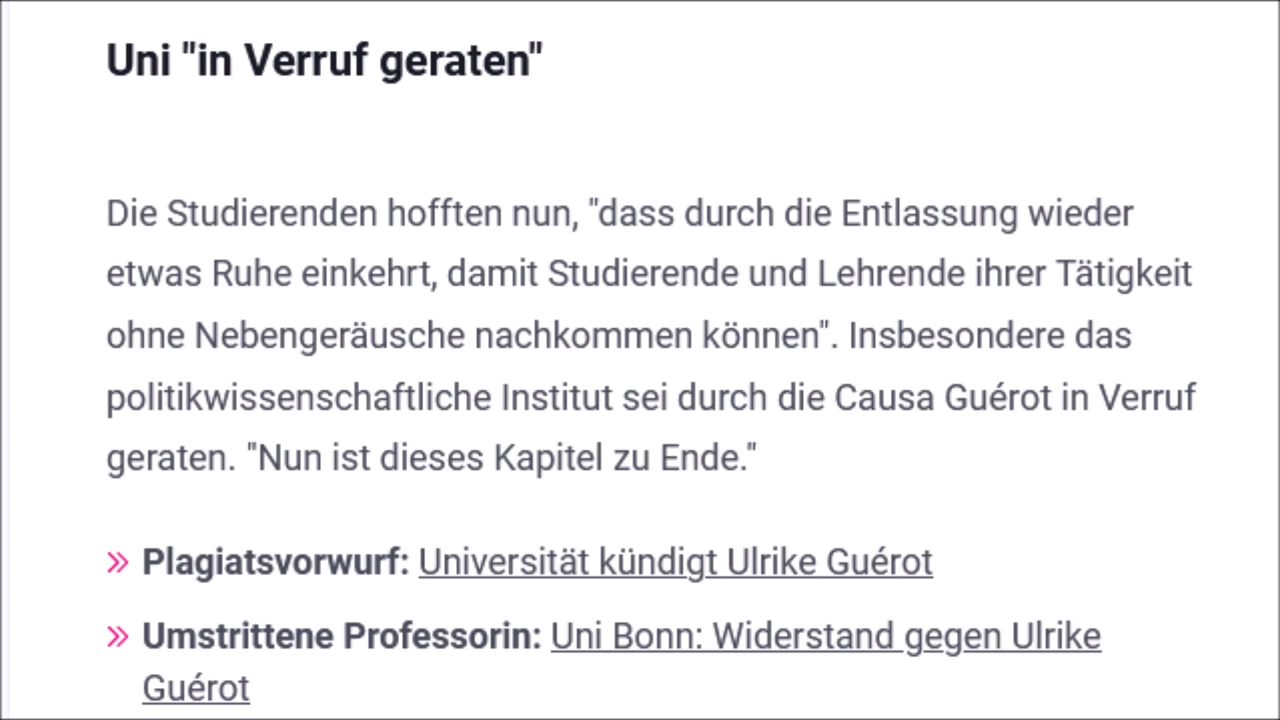 Uni "in Verruf geraten"
Die Studierenden hofften nun, "dass durch die Entlassung wieder
etwas Ruhe einkehrt, damit Studierende und Lehrende ihrer Tätigkeit
ohne Nebengeräusche nachkommen können". Insbesondere das
politikwissenschaftliche Institut sei durch die Causa Guérot in Verruf
geraten. "Nun ist dieses Kapitel zu Ende."
» Plagiatsvorwurf: Universität kündigt Ulrike Guérot
» Umstrittene Professorin: Uni Bonn: Widerstand gegen Ulrike
Guérot